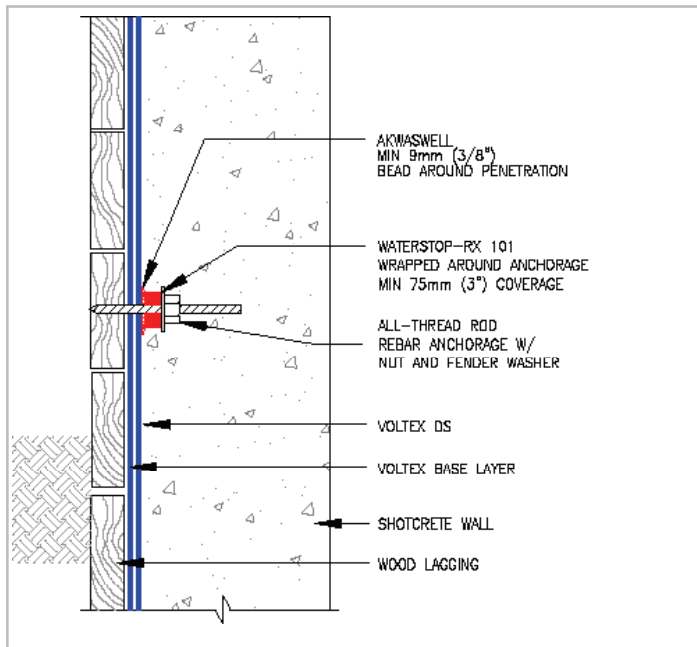 AKWASWELL
MIN 9mm (3/8")
BEAD AROUND PENETRATION
WATERSTOP-RX 101
WRAPPED AROUND ANCHORAGE
MIN 75mm (3") COVERAGE
ALL-THREAD ROD
REBAR ANCHORAGE W/
NUT AND FENDER WASHER
VOLTEX DS
VOLTEX BASE LAYER
SHOTCRETE WALL
WOOD LAGGING